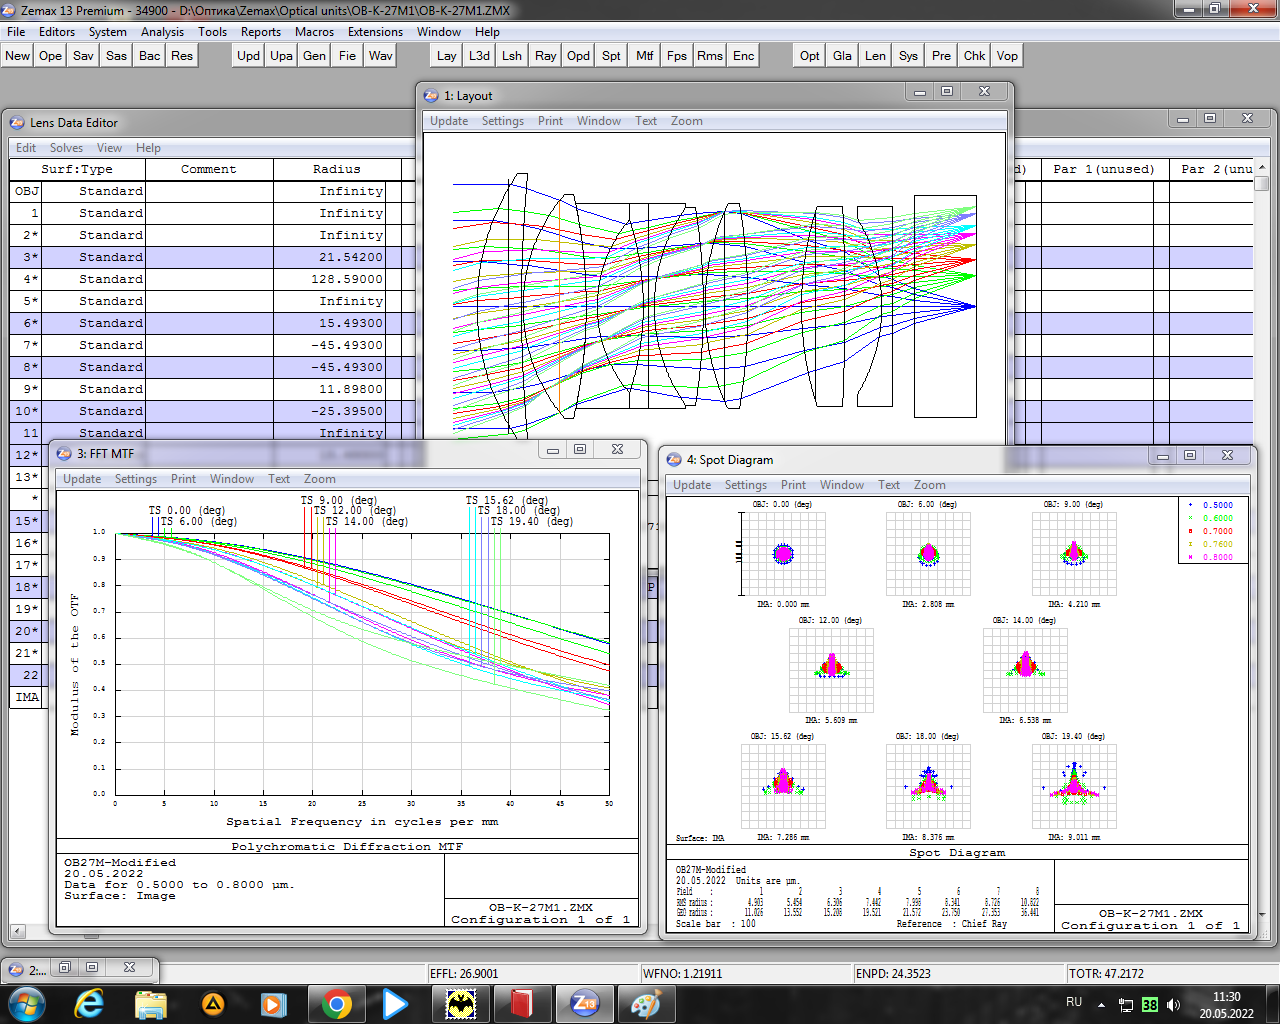 Zemax 13 Premium - 34900 - D:\Оптика\Zemax\Optical units\OB-K-27M1\OB-K-27M1.ZMX
File Editors System Analysis Tools Reports Macros Extensions Window Help
New Ope Sav Sas Bac Res Upd Upa Gen Fie Wav Lay L3d Lsh Ray Opd Spt Mtf Fps Rms Enc Opt Gla Len Sys Pre Chk Vop
1: Layout
Update Settings Print Window Text Zoom
Lens Data Editor
Edit Solves View Help
Surf:Type Comment Radius Par 1(unused) Par 2(unu
OBJ Standard Infinity
1 Standard Infinity
2* Standard Infinity
3* Standard 21.54200
4* Standard 128.59000
5* Standard Infinity
6* Standard 15.49300
7* Standard -45.49300
8* Standard -45.49300
9* Standard 11.89800
10* Standard -25.39500
11 Standard Infinity
12*
13*
*
15*
16*
17*
18*
19*
20*
21*
22
IMA
3: FFT MTF
Update Settings Print Window Text Zoom
TS 0.00 (deg)
TS 6.00 (deg)
TS 9.00 (deg)
TS 12.00 (deg)
TS 14.00 (deg)
TS 15.62 (deg)
TS 18.00 (deg)
TS 19.40 (deg)
1.0
0.9
0.8
0.7
0.6
0.5
0.4
0.3
0.2
0.1
0.0
Modulus of the OTF
0 5 10 15 20 25 30 35 40 45 50
Spatial Frequency in cycles per mm
Polychromatic Diffraction MTF
OB27M-Modified
20.05.2022
Data for 0.5000 to 0.8000 µm.
Surface: Image
OB-K-27M1.ZMX
Configuration 1 of 1
4: Spot Diagram
Update Settings Print Window Text Zoom
OBJ: 0.00 (deg) OBJ: 6.00 (deg) OBJ: 9.00 (deg)
0.5000
0.6000
0.7000
0.7600
0.8000
IMA: 0.000 mm IMA: 2.808 mm IMA: 4.210 mm
OBJ: 12.00 (deg) OBJ: 14.00 (deg)
IMA: 5.609 mm IMA: 6.538 mm
OBJ: 15.62 (deg) OBJ: 18.00 (deg) OBJ: 19.40 (deg)
Surface: IMA IMA: 7.286 mm IMA: 8.376 mm IMA: 9.011 mm
Spot Diagram
OB27M-Modified
20.05.2022 Units are µm.
Field : 1 2 3 4 5 6 7 8
RMS radius : 4.903 5.454 6.306 7.442 7.998 8.341 8.726 10.822
GEO radius : 11.026 13.552 15.208 19.521 21.572 23.750 27.353 36.441
Scale bar : 100 Reference : Chief Ray
OB-K-27M1.ZMX
Configuration 1 of 1
2:...
EFFL: 26.9001 WFNO: 1.21911 ENPD: 24.3523 TOTR: 47.2172
RU
38
11:30
20.05.2022